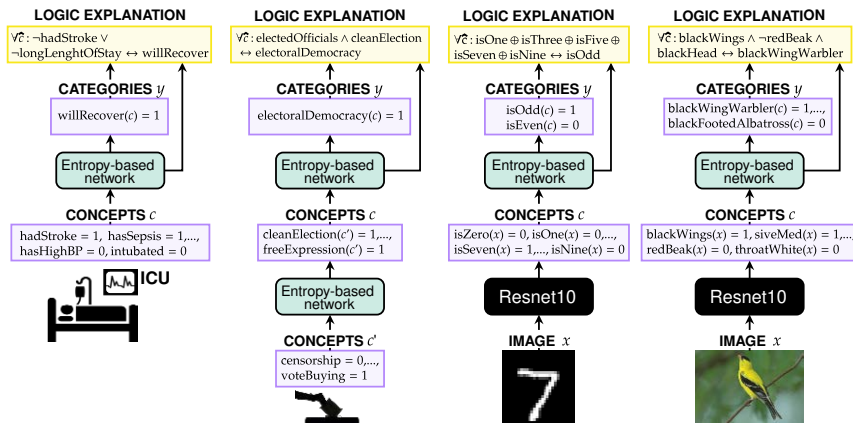 LOGIC EXPLANATION
∀c: ¬hadStroke ∨
¬longLenghtOfStay ↔ willRecover
CATEGORIES y
willRecover(c) = 1
Entropy-based
network
CONCEPTS c
hadStroke = 1, hasSepsis = 1,...,
hasHighBP = 0, intubated = 0
ICU
LOGIC EXPLANATION
∀c: electedOfficials ∧ cleanElection
↔ electoralDemocracy
CATEGORIES y
electoralDemocracy(c) = 1
Entropy-based
network
CONCEPTS c
cleanElection(c') = 1,...,
freeExpression(c') = 1
Entropy-based
network
CONCEPTS c'
censorship = 0,...,
voteBuying = 1
LOGIC EXPLANATION
∀c: isOne ⊕ isThree ⊕ isFive ⊕
isSeven ⊕ isNine ↔ isOdd
CATEGORIES y
isOdd(c) = 1
isEven(c) = 0
Entropy-based
network
CONCEPTS c
isZero(x) = 0, isOne(x) = 0,...,
isSeven(x) = 1,..., isNine(x) = 0
Resnet10
IMAGE x
7
LOGIC EXPLANATION
∀c: blackWings ∧ ¬redBeak ∧
blackHead ↔ blackWingWarbler
CATEGORIES y
blackWingWarbler(c) = 1,...,
blackFootedAlbatross(c) = 0
Entropy-based
network
CONCEPTS c
blackWings(x) = 1, siveMed(x) = 1,...,
redBeak(x) = 0, throatWhite(x) = 0
Resnet10
IMAGE x